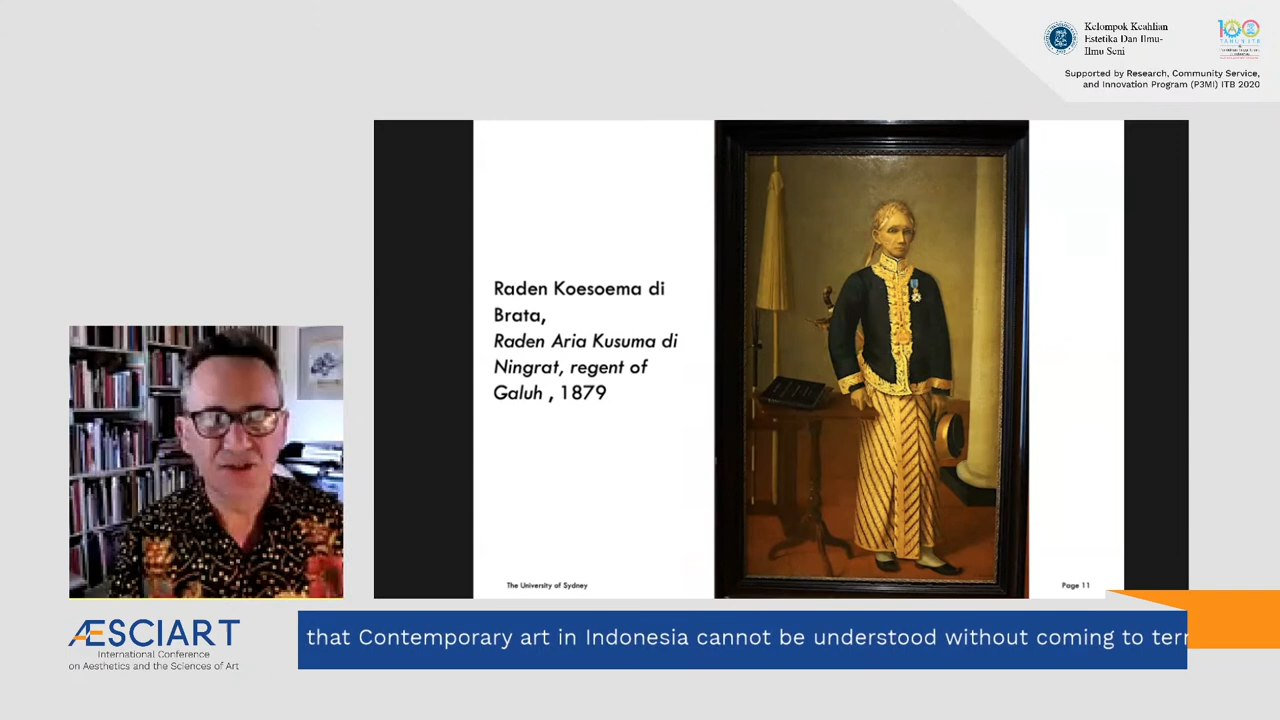 Kelompok Keahlian
Estetika Dan Ilmu-
Ilmu Seni
100
Supported by Research, Community Service,
and Innovation Program (P3MI) ITB 2020
Raden Koesoema di
Brata,
Raden Aria Kusuma di
Ningrat, regent of
Galuh , 1879
The University of Sydney
Page 11
ÆSCIART
International Conference
on Aesthetics and the Sciences of Art
that Contemporary art in Indonesia cannot be understood without coming to